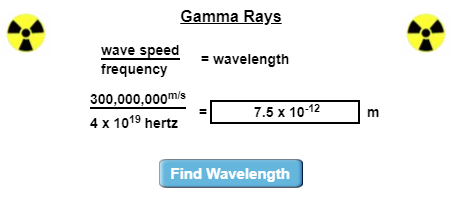 Gamma Rays
wave speed
frequency
= wavelength
300,000,000m/s
4 x 10¹⁹ hertz
=
7.5 x 10⁻¹²
m
Find Wavelength